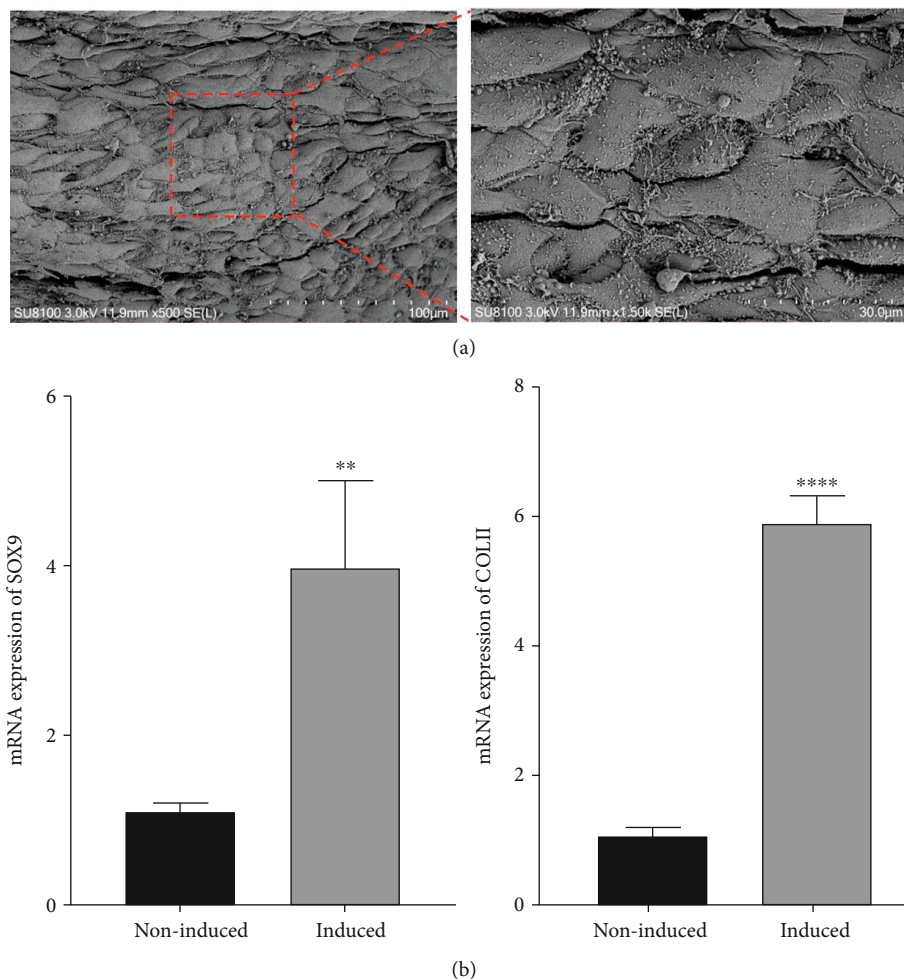 SU8100 3.0kV 11.9mm x500 SE(L) 100µm
SU8100 3.0kV 11.9mm x1.50k SE(L) 30.0µm
(a)
mRNA expression of SOX9
6
4
2
0
**
Non-induced Induced
mRNA expression of COLII
8
6
4
2
0
****
Non-induced Induced
(b)